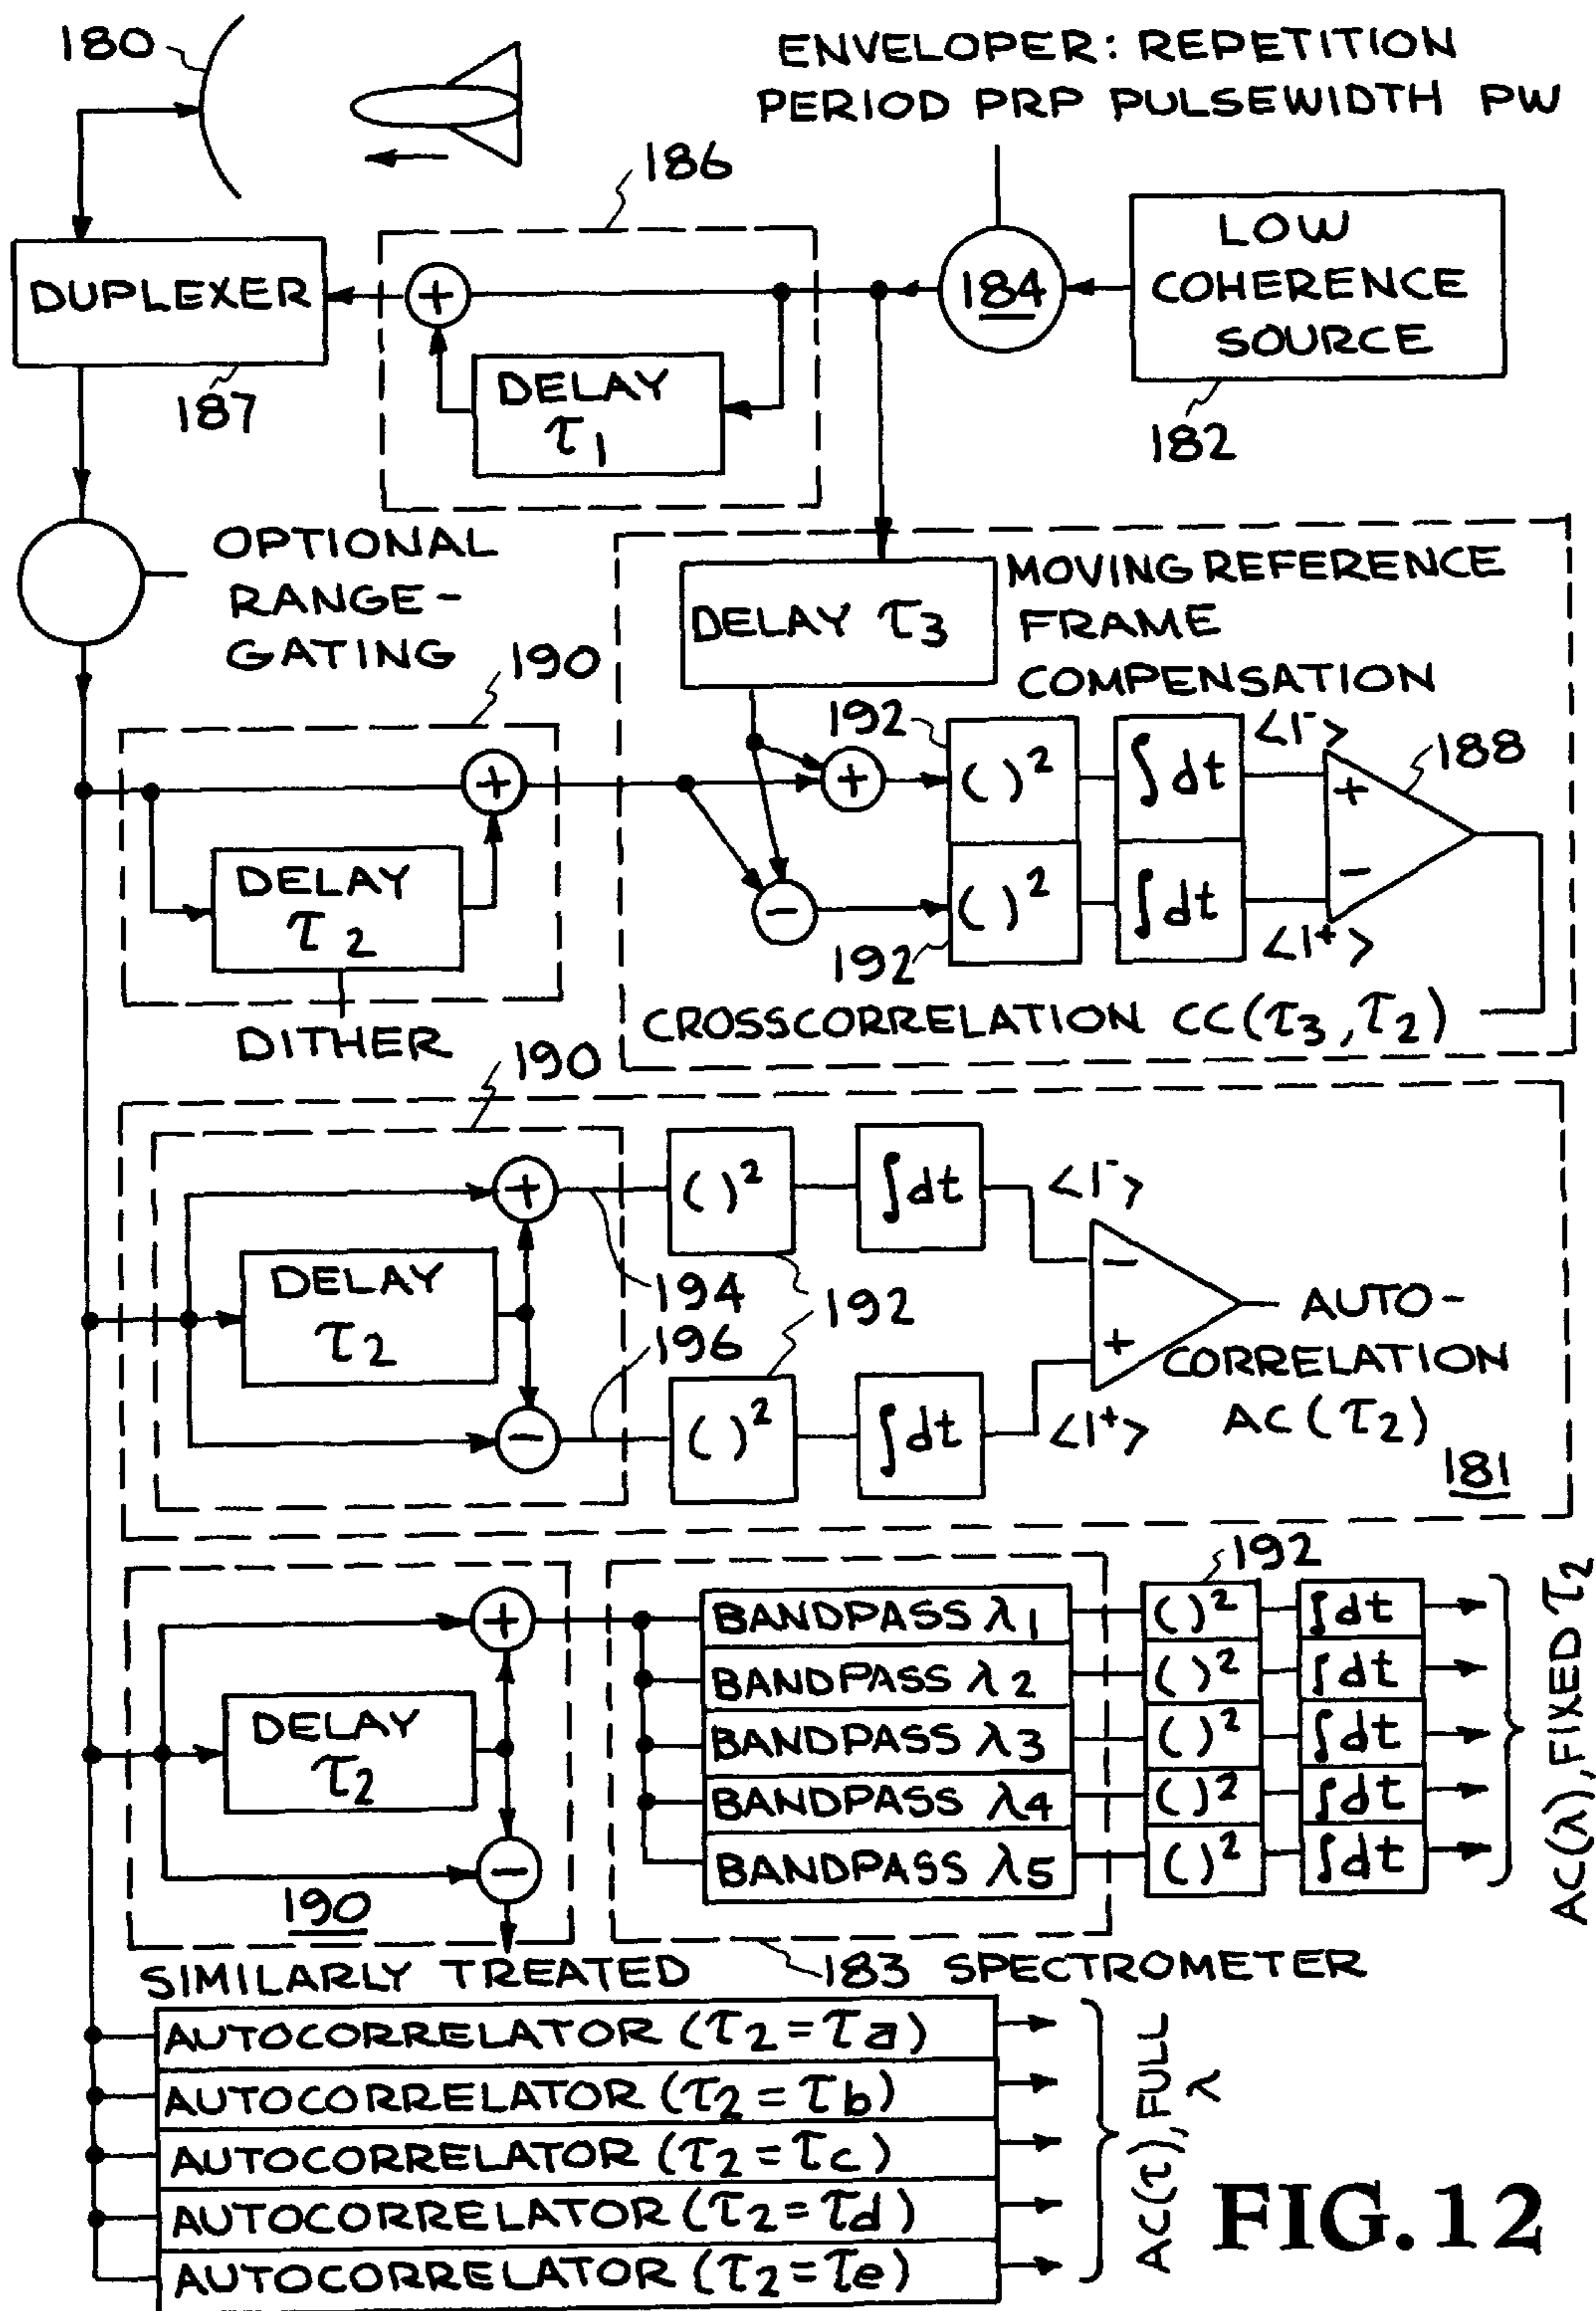 180
ENVELOPER: REPETITION
PERIOD PRP PULSEWIDTH PW
186
DUPLEXER
187
+
DELAY
τ1
184
LOW
COHERENCE
SOURCE
182
OPTIONAL
RANGE-
GATING
190
DELAY τ3
MOVING REFERENCE
FRAME
COMPENSATION
+
DELAY
τ2
DITHER
192
+
( )²
∫dt
<I⁻>
188
+
−
−
( )²
∫dt
192
<I⁺>
CROSSCORRELATION CC(τ3,τ2)
190
+
( )²
∫dt
<I⁻>
DELAY
τ2
194
192
196
−
+
AUTO-
CORRELATION
AC(τ2)
−
( )²
∫dt
<I⁺>
181
192
+
DELAY
τ2
−
190
SIMILARLY TREATED
BANDPASS λ1 ( )² ∫dt
BANDPASS λ2 ( )² ∫dt
BANDPASS λ3 ( )² ∫dt
BANDPASS λ4 ( )² ∫dt
BANDPASS λ5 ( )² ∫dt
AC(λ), FIXED τ2
183 SPECTROMETER
AUTOCORRELATOR (τ2=τa)
AUTOCORRELATOR (τ2=τb)
AUTOCORRELATOR (τ2=τc)
AUTOCORRELATOR (τ2=τd)
AUTOCORRELATOR (τ2=τe)
AC(τ), FULL
λ
FIG.12